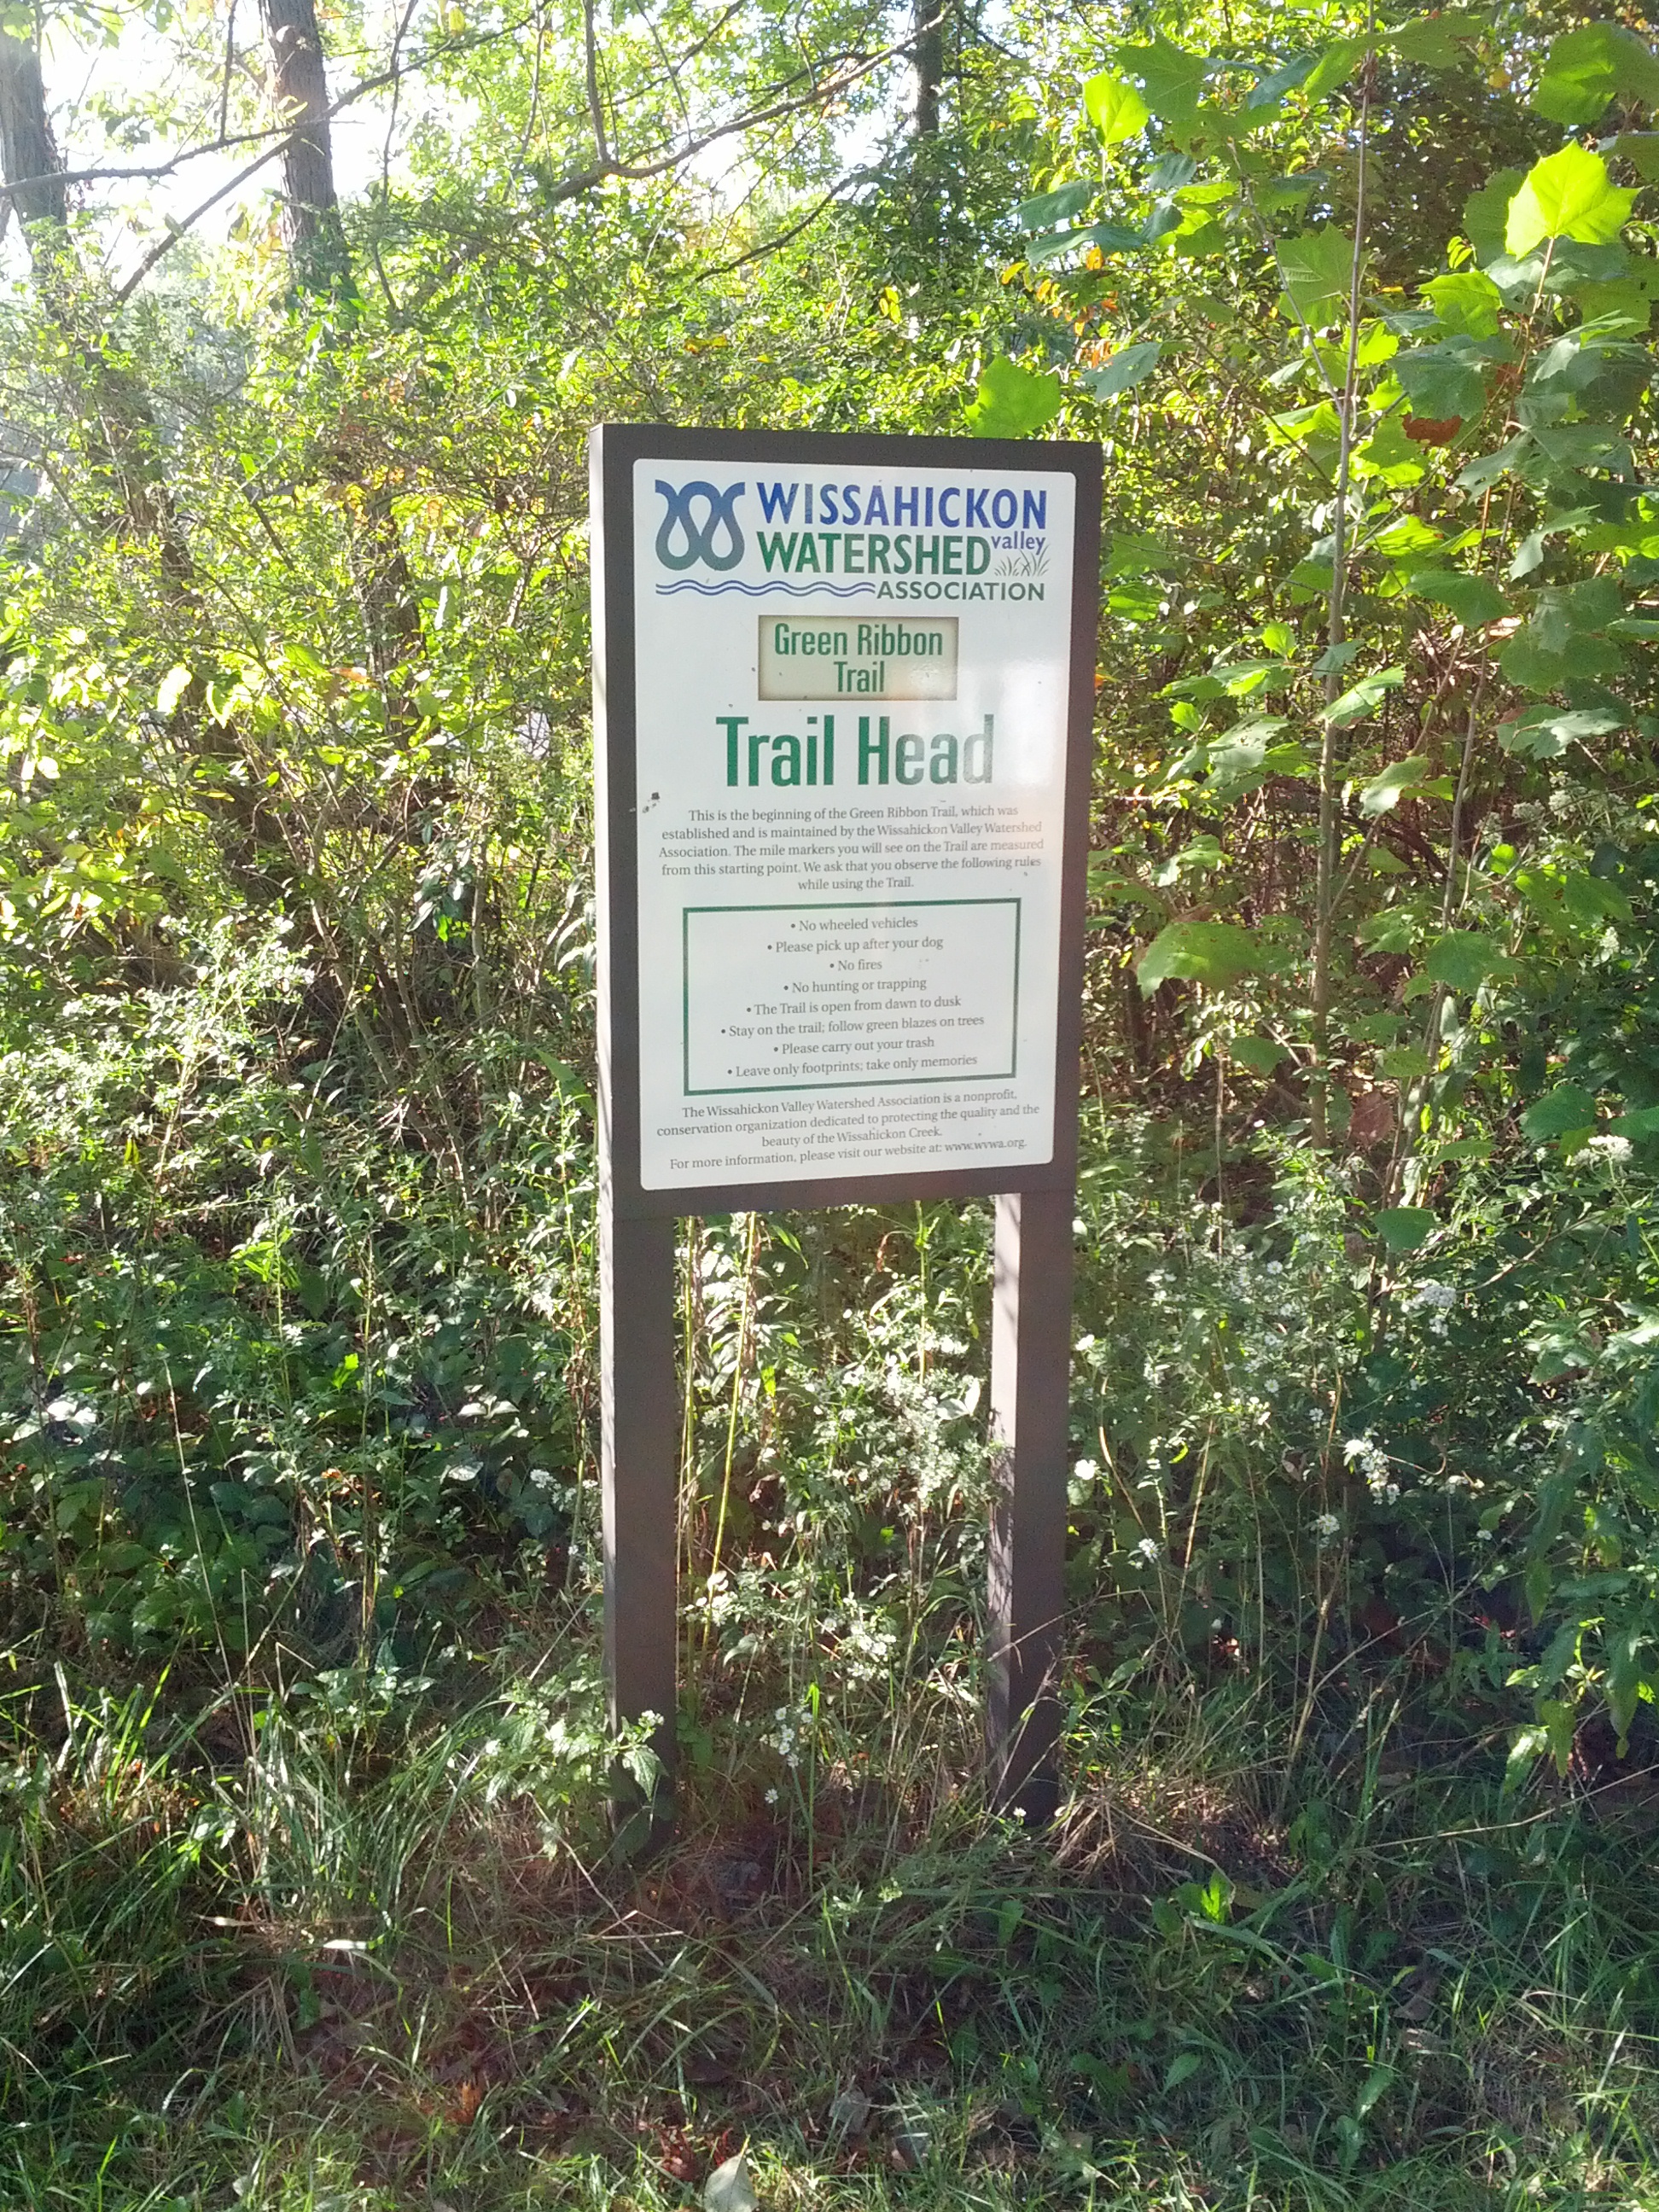 WISSAHICKON
valley
WATERSHED
ASSOCIATION
Green Ribbon
Trail
Trail Head
This is the beginning of the Green Ribbon Trail, which was
established and is maintained by the Wissahickon Valley Watershed
Association. The mile markers you will see on the Trail are measured
from this starting point. We ask that you observe the following rules
while using the Trail.
• No wheeled vehicles
• Please pick up after your dog
• No fires
• No hunting or trapping
• The Trail is open from dawn to dusk
• Stay on the trail; follow green blazes on trees
• Please carry out your trash
• Leave only footprints; take only memories
The Wissahickon Valley Watershed Association is a nonprofit,
conservation organization dedicated to protecting the quality and the
beauty of the Wissahickon Creek.
For more information, please visit our website at: www.wvwa.org.